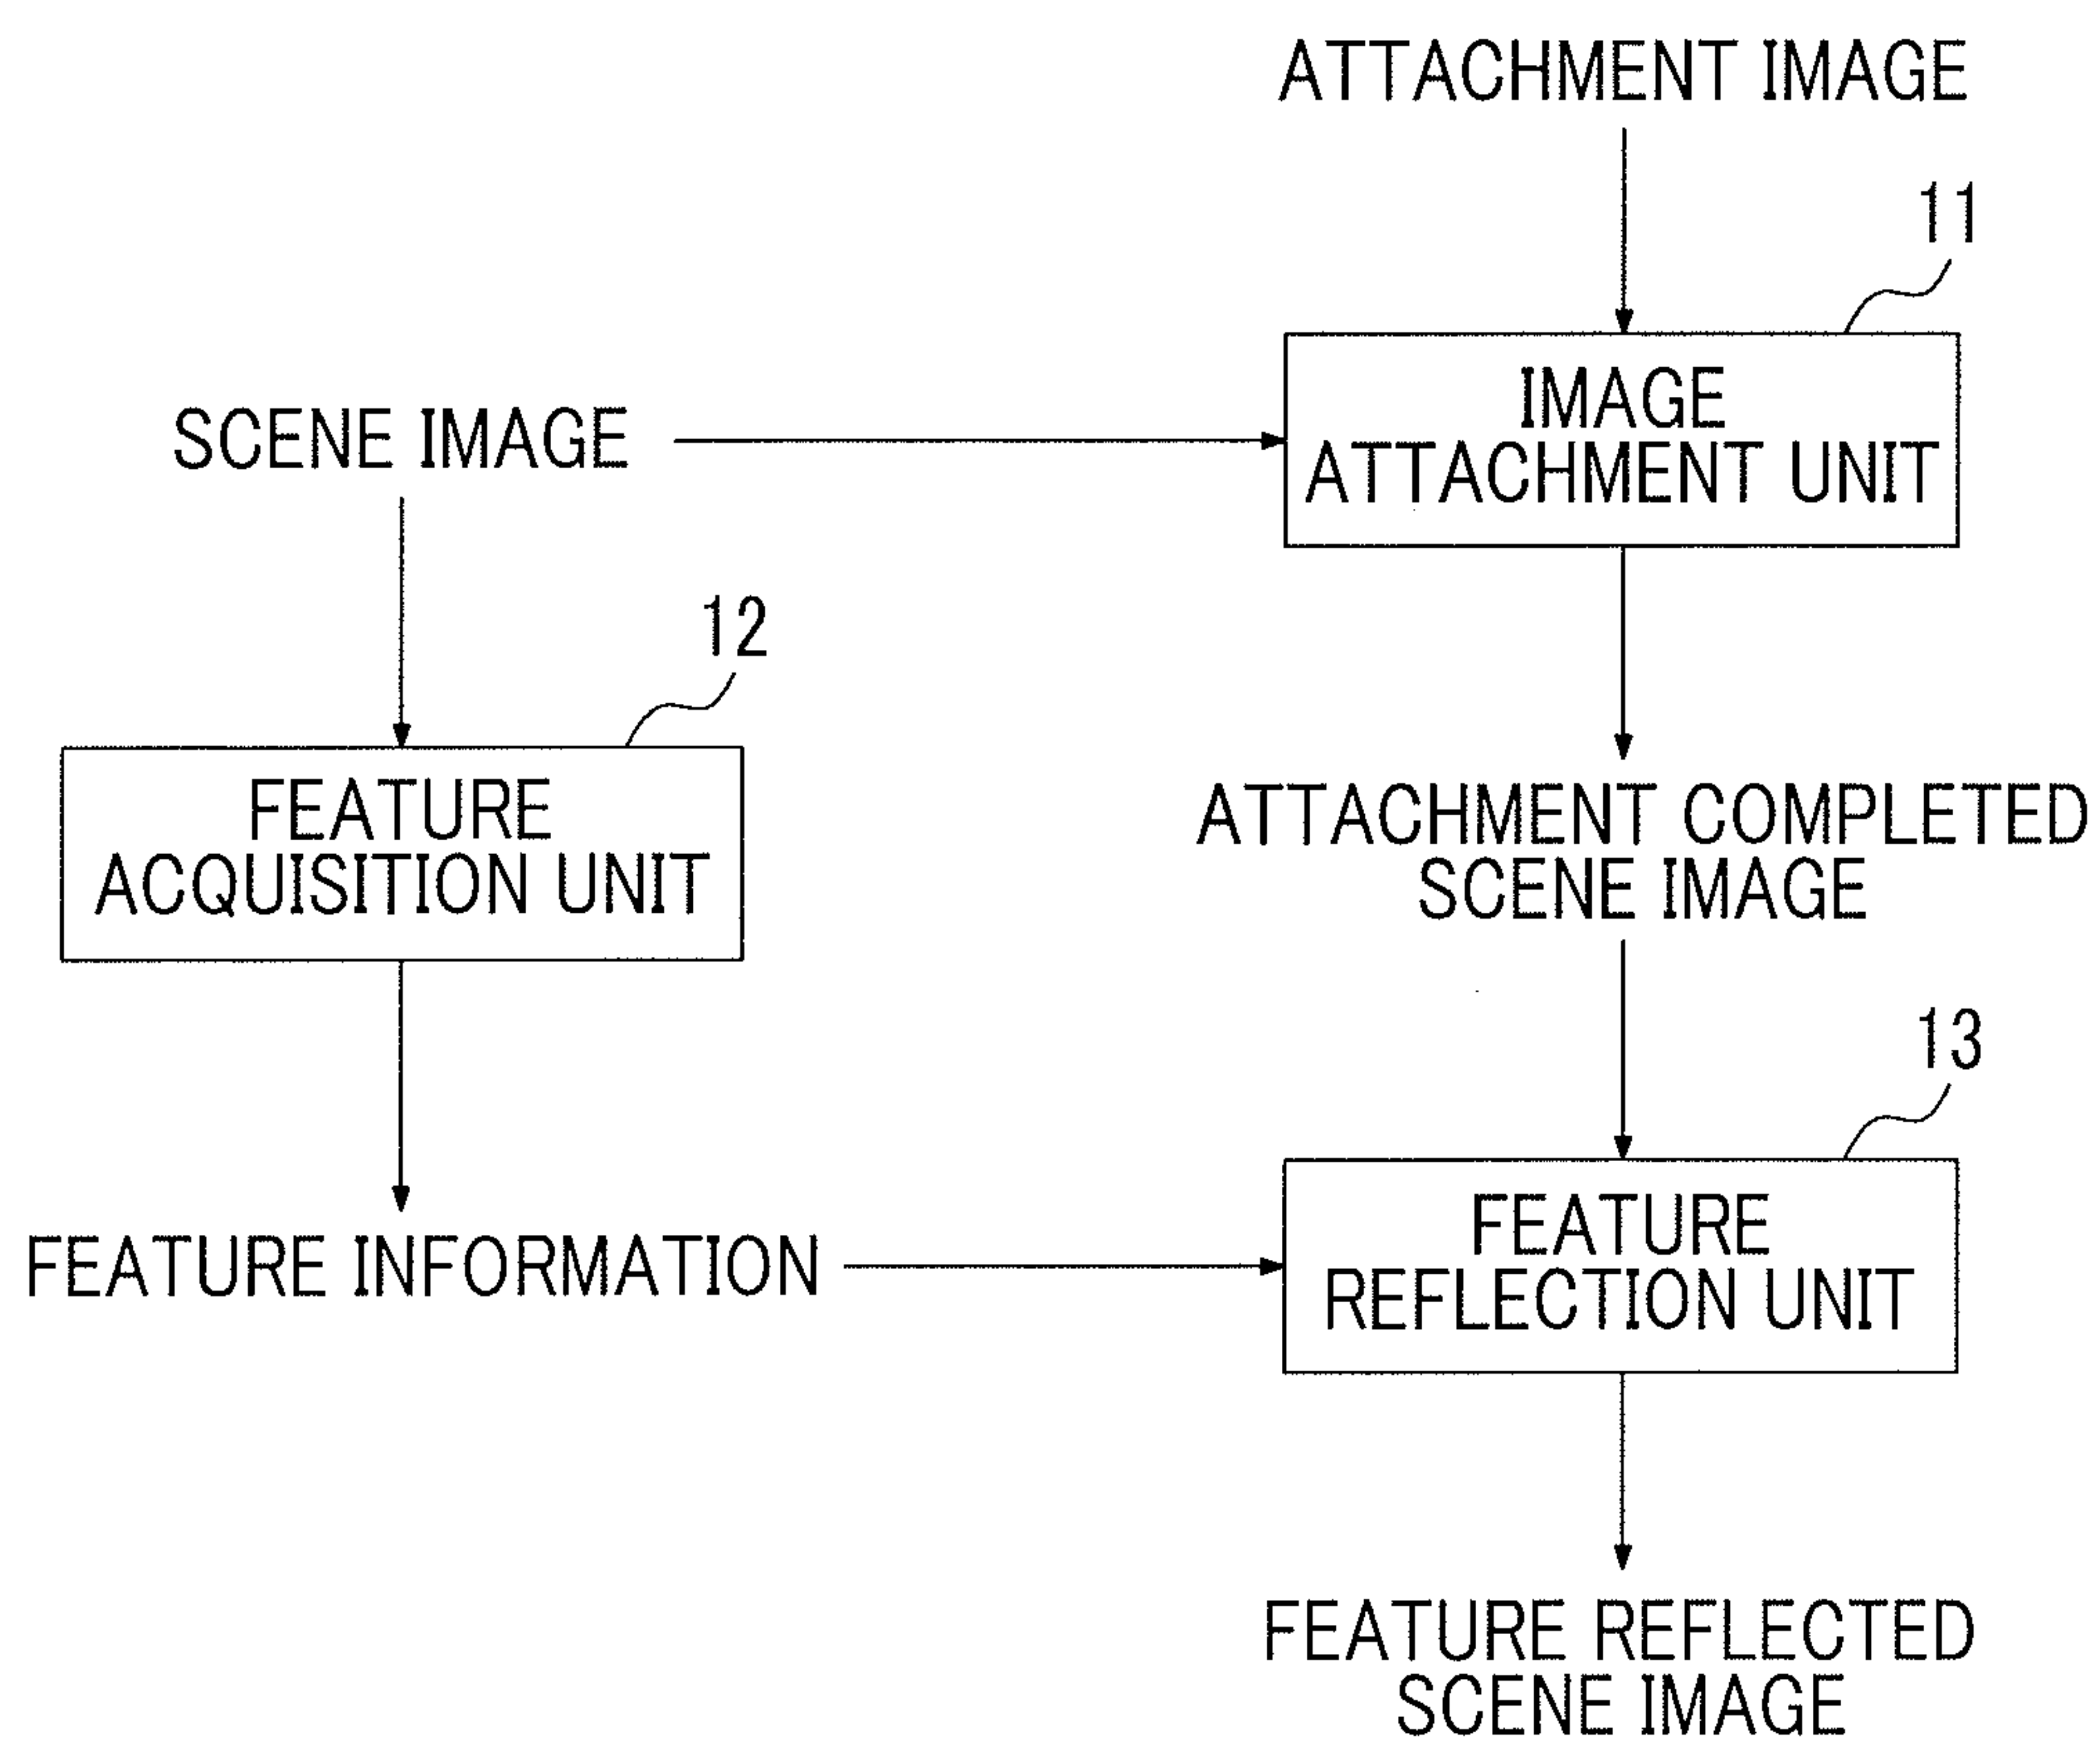 ATTACHMENT IMAGE
11
IMAGE
ATTACHMENT UNIT
SCENE IMAGE
12
FEATURE
ACQUISITION UNIT
ATTACHMENT COMPLETED
SCENE IMAGE
13
FEATURE
REFLECTION UNIT
FEATURE INFORMATION
FEATURE REFLECTED
SCENE IMAGE